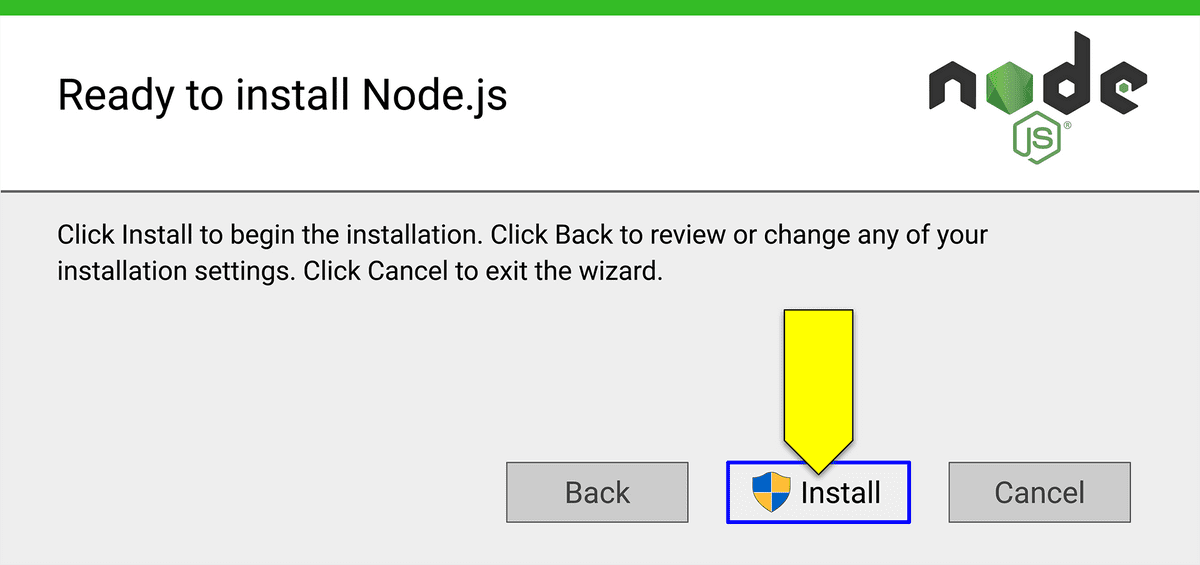 Ready to install Node.js
node
JS®
Click Install to begin the installation. Click Back to review or change any of your
installation settings. Click Cancel to exit the wizard.
Back
Install
Cancel